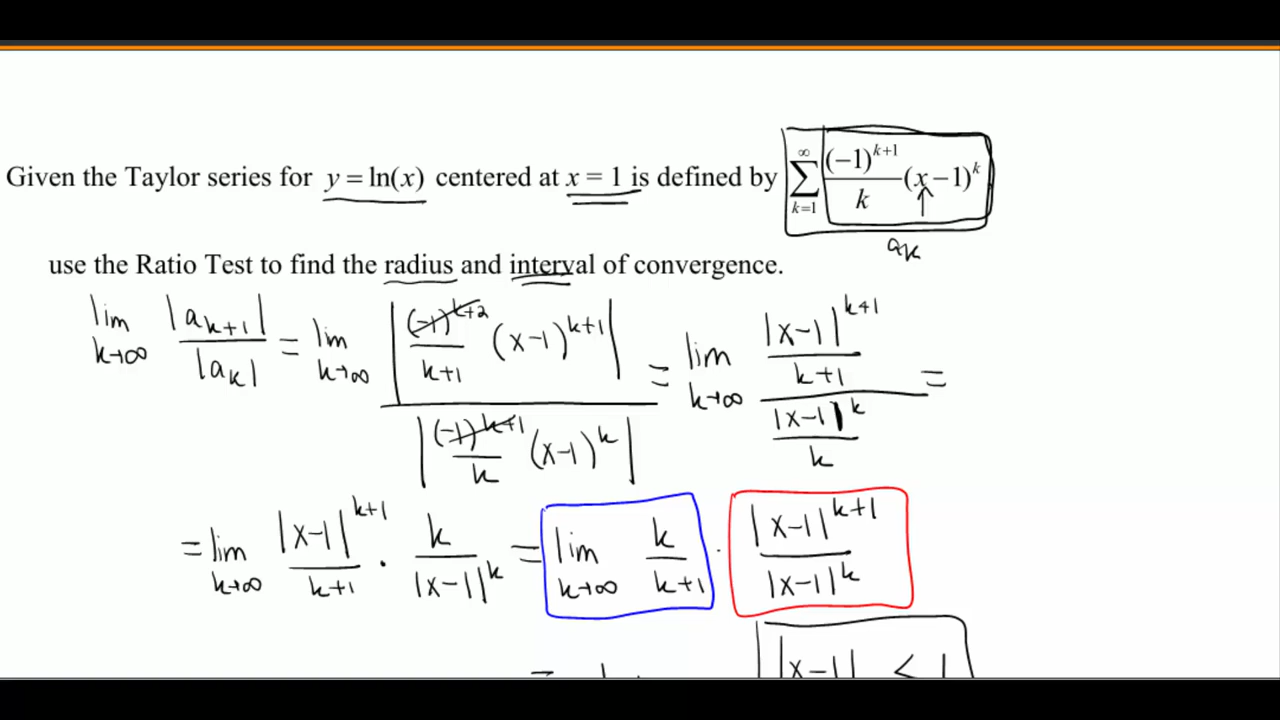 Given the Taylor series for y = ln(x) centered at x = 1 is defined by ∑_{k=1}^{∞} (−1)^{k+1}/k (x−1)^k
a_k
use the Ratio Test to find the radius and interval of convergence.
lim_{k→∞} |a_{k+1}|/|a_k| = lim_{k→∞} |(-1)^{k+2}/(k+1) (x-1)^{k+1}| / |(-1)^{k+1}/k (x-1)^k| = lim_{k→∞} (|x-1|^{k+1}/(k+1)) / (|x-1|^k/k) =
= lim_{k→∞} |x-1|^{k+1}/(k+1) · k/|x-1|^k = lim_{k→∞} k/(k+1) · |x-1|^{k+1}/|x-1|^k
= |x-1| < 1